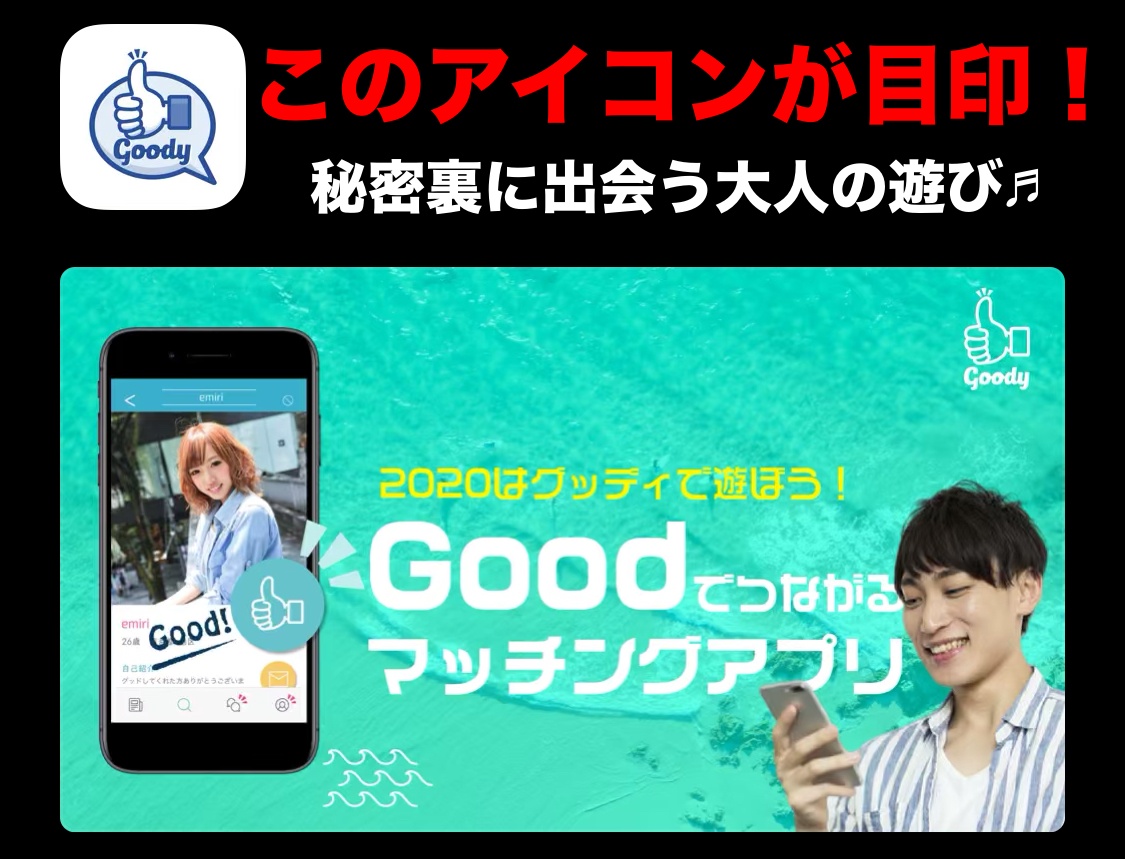 このアイコンが目印！
Goody
秘密裏に出会う大人の遊び♬
Goody
emiri
2020はグッディで遊ぼう！
Good
でつながる
マッチングアプリ
emiri
26歳
Good!
自己紹介
グッドしてくれた方ありがとうございま